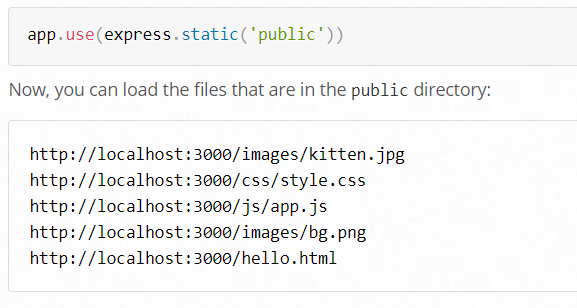 app.use(express.static('public'))
Now, you can load the files that are in the public directory:
http://localhost:3000/images/kitten.jpg
http://localhost:3000/css/style.css
http://localhost:3000/js/app.js
http://localhost:3000/images/bg.png
http://localhost:3000/hello.html